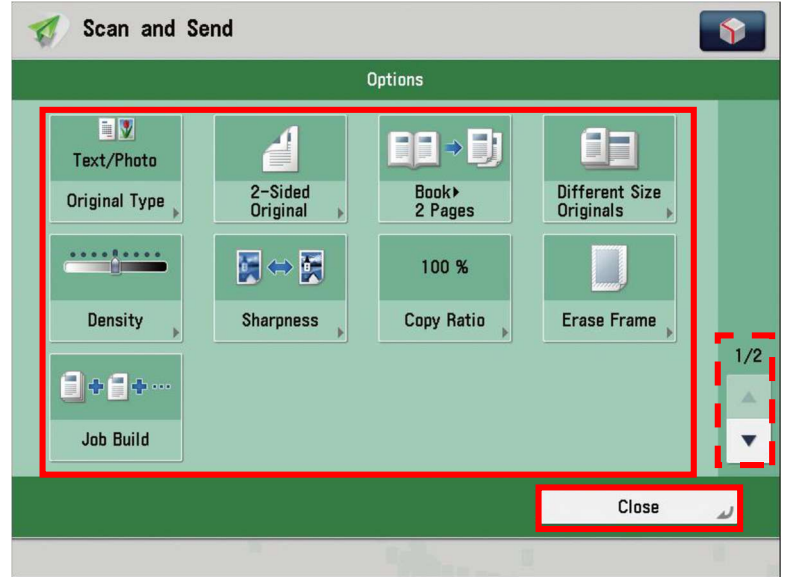 Scan and Send
Options
Text/Photo
Original Type
2-Sided
Original
Book▸
2 Pages
Different Size
Originals
Density
Sharpness
100 %
Copy Ratio
Erase Frame
1/2
Job Build
Close